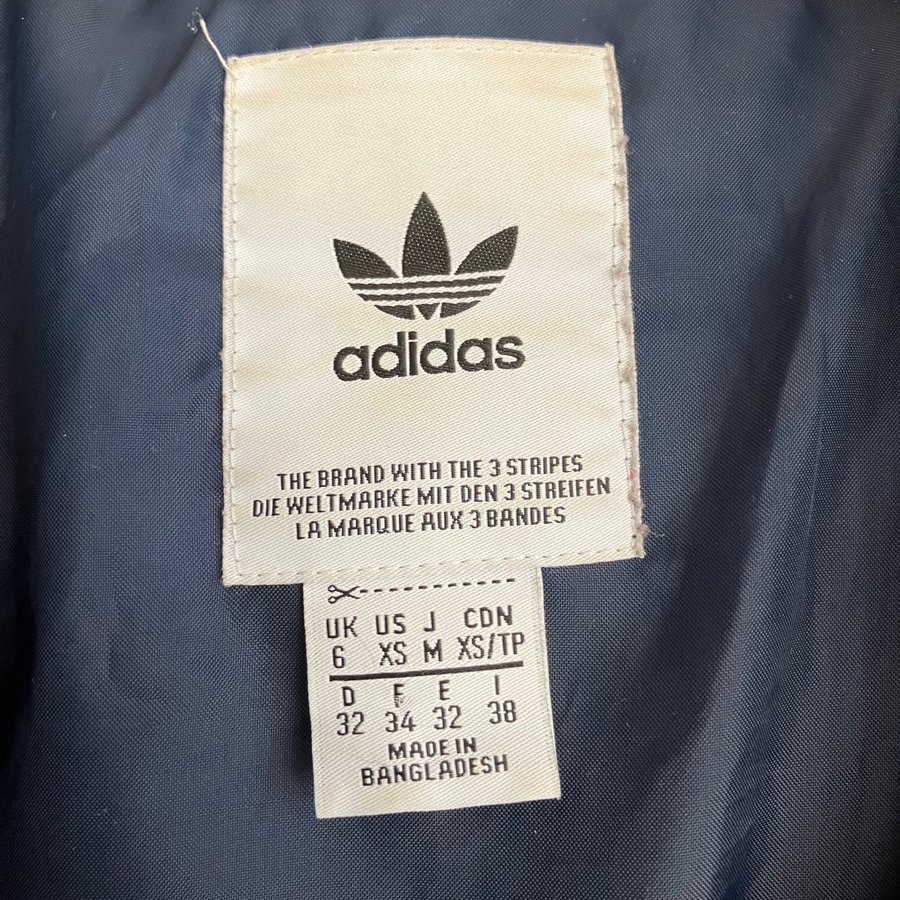 adidas
THE BRAND WITH THE 3 STRIPES
DIE WELTMARKE MIT DEN 3 STREIFEN
LA MARQUE AUX 3 BANDES
UK US J CDN
6 XS M XS/TP
D F E I
32 34 32 38
MADE IN
BANGLADESH